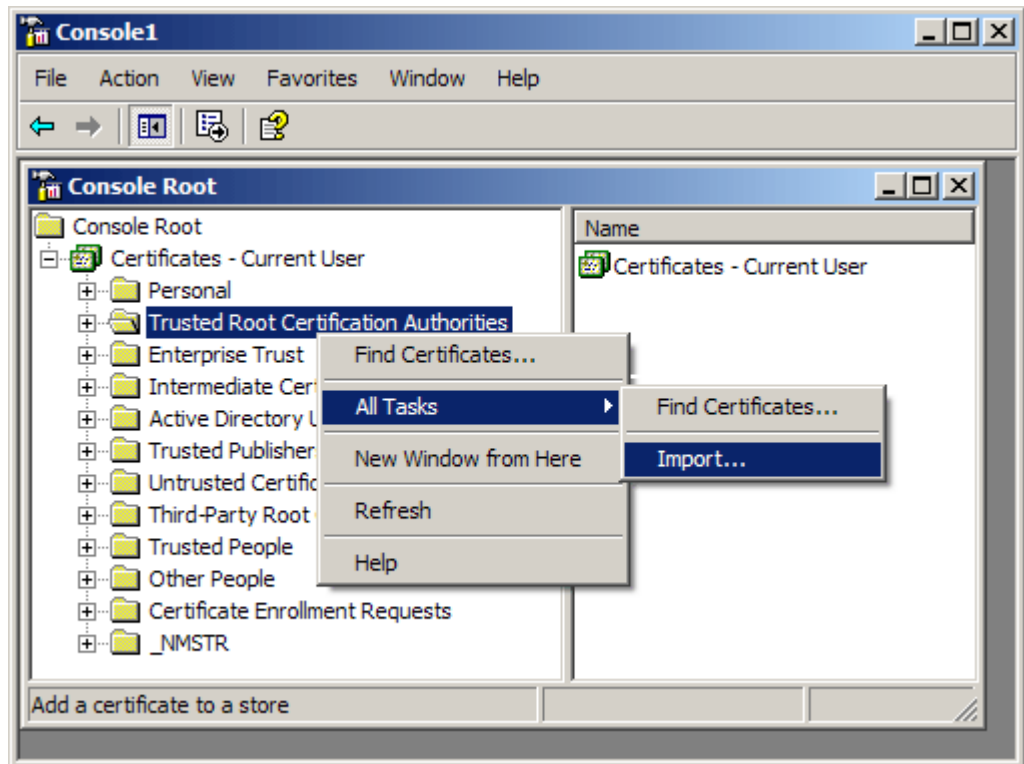 Console1
File Action View Favorites Window Help
Console Root
Console Root
Name
Certificates - Current User
Certificates - Current User
Personal
Trusted Root Certification Authorities
Enterprise Trust
Find Certificates...
Intermediate Cert
All Tasks
Find Certificates...
Active Directory U
Trusted Publisher
New Window from Here
Import...
Untrusted Certific
Third-Party Root
Refresh
Trusted People
Help
Other People
Certificate Enrollment Requests
_NMSTR
Add a certificate to a store